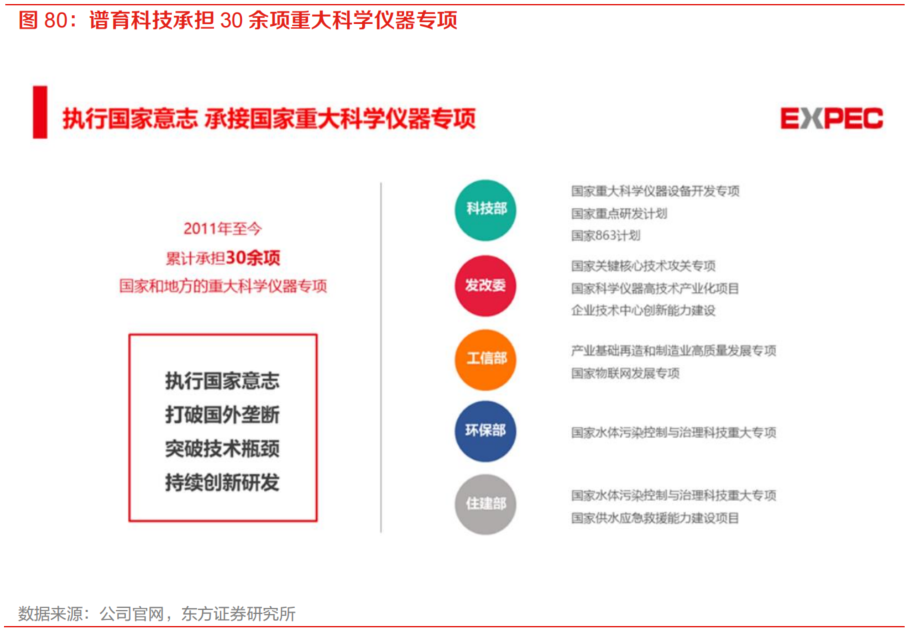 图 80：谱育科技承担 30 余项重大科学仪器专项
执行国家意志 承接国家重大科学仪器专项
EXPEC
2011年至今
累计承担30余项
国家和地方的重大科学仪器专项
执行国家意志
打破国外垄断
突破技术瓶颈
持续创新研发
科技部
国家重大科学仪器设备开发专项
国家重点研发计划
国家863计划
发改委
国家关键核心技术攻关专项
国家科学仪器高技术产业化项目
企业技术中心创新能力建设
工信部
产业基础再造和制造业高质量发展专项
国家物联网发展专项
环保部
国家水体污染控制与治理科技重大专项
住建部
国家水体污染控制与治理科技重大专项
国家供水应急救援能力建设项目
数据来源：公司官网，东方证券研究所